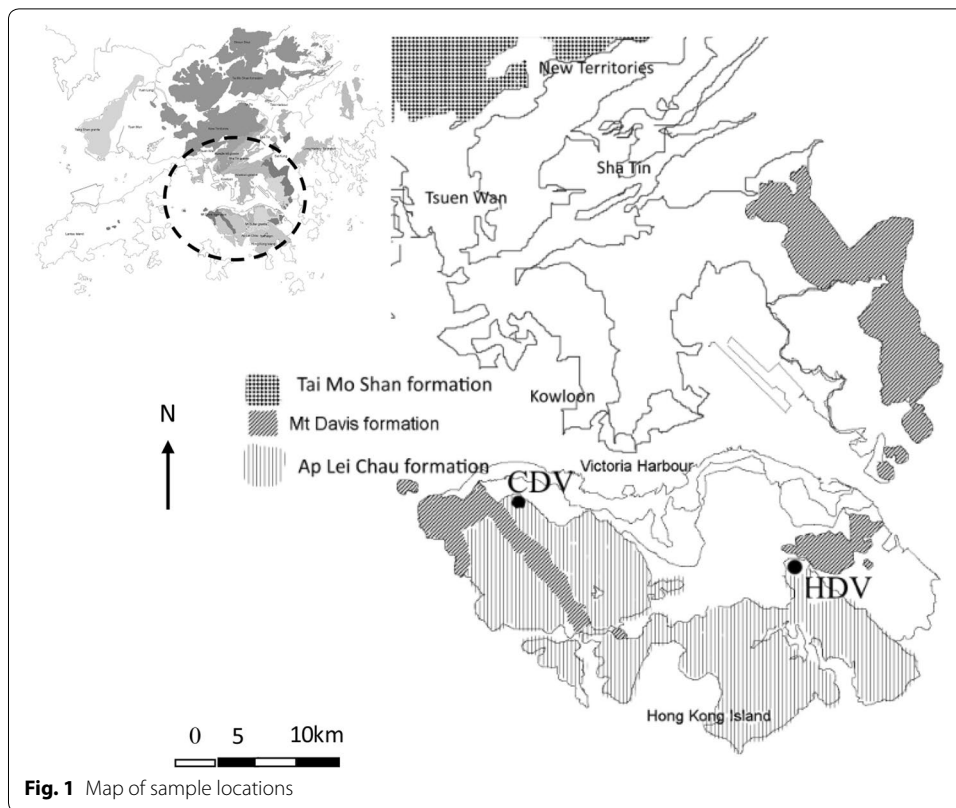 New Territories
Sha Tin
Tsuen Wan
Kowloon
Tai Mo Shan formation
Mt Davis formation
Ap Lei Chau formation
N
Victoria Harbour
CDV
HDV
Hong Kong Island
0 5 10km
Fig. 1 Map of sample locations